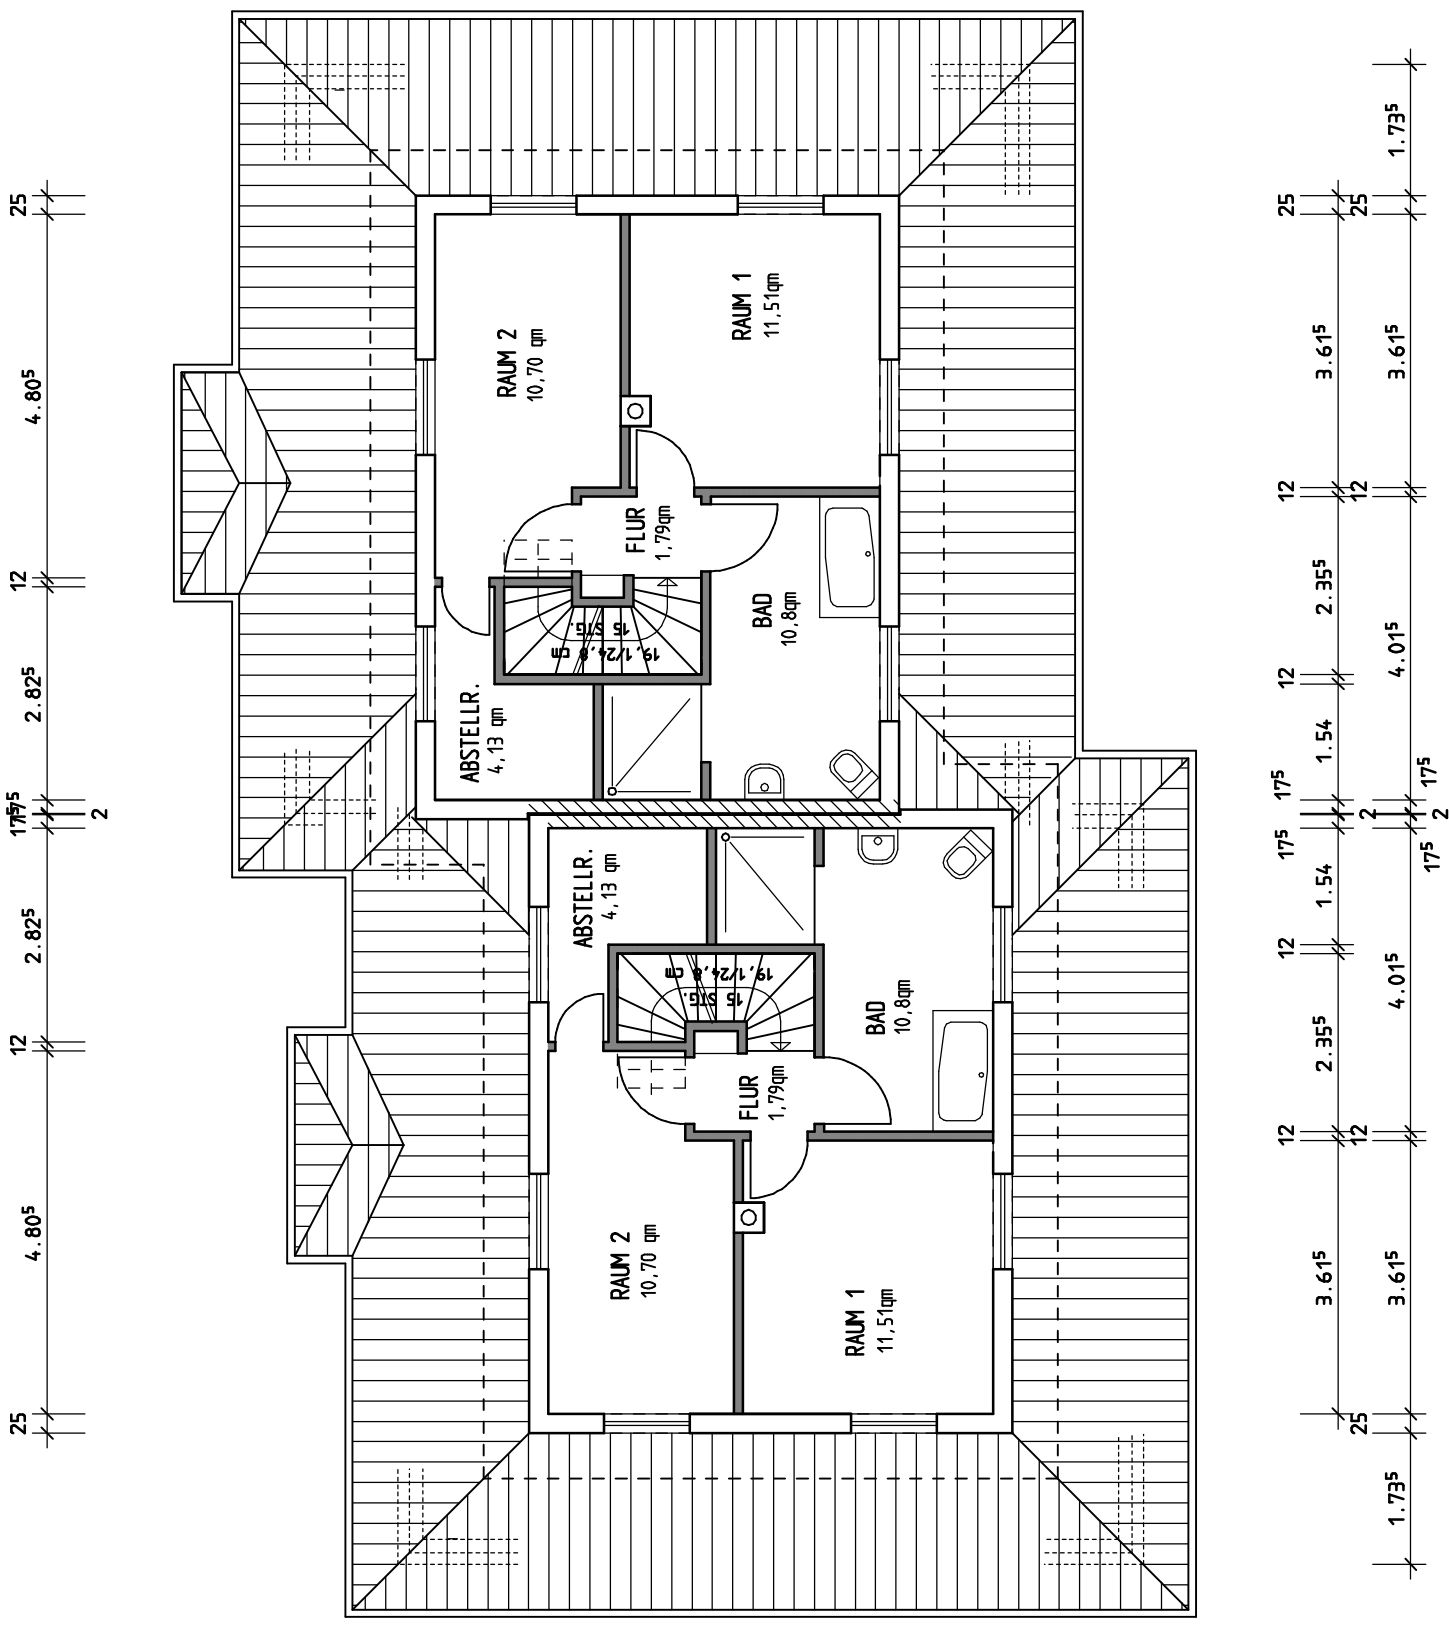 RAUM 2
10,70 qm
RAUM 1
11,51qm
FLUR
1,79qm
BAD
10,8qm
15 STG.
19,1/24,8 cm
ABSTELLR.
4,13 qm
ABSTELLR.
4,13 qm
19,1/24,8 cm
15 STG.
BAD
10,8qm
FLUR
1,79qm
RAUM 2
10,70 qm
RAUM 1
11,51qm
25
4.80⁵
12
2.82⁵
17⁵
2
17⁵
2.82⁵
12
4.80⁵
25
25
3.61⁵
12
2.35⁵
12
1.54
17⁵
2
17⁵
1.54
12
2.35⁵
12
3.61⁵
1.73⁵
25
3.61⁵
12
4.01⁵
17⁵
2
17⁵
4.01⁵
12
3.61⁵
25
1.73⁵